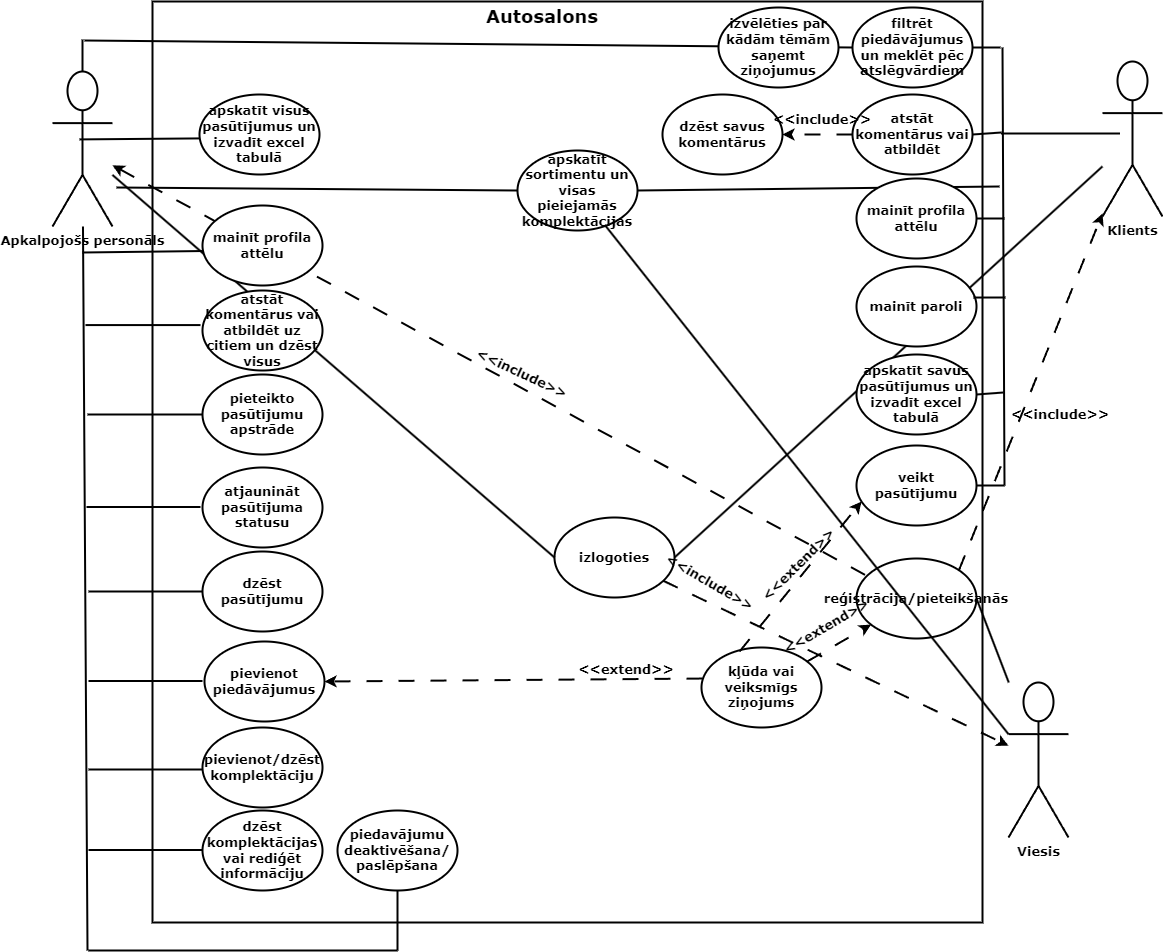 Autosalons
izvēlēties par
kādām tēmām
saņemt
ziņojumus
filtrēt
piedāvājumus
un meklēt pēc
atslēgvārdiem
apskatīt visus
pasūtījumus un
izvadīt excel
tabulā
dzēst savus
komentārus
<<include>>
atstāt
komentārus vai
atbildēt
apskatīt
sortimentu un
visas
pieiejamās
komplektācijas
Apkalpojošs personāls
Klients
mainīt profila
attēlu
mainīt profila
attēlu
atstāt
komentārus vai
atbildēt uz
citiem un dzēst
visus
mainīt paroli
<<include>>
apskatīt savus
pasūtījumus un
izvadīt excel
tabulā
<<include>>
pieteikto
pasūtījumu
apstrāde
veikt
pasūtījumu
atjaunināt
pasūtījuma
statusu
izlogoties
<<extend>>
<<include>>
dzēst
pasūtījumu
reģistrācija/pieteikšanās
<<extend>>
pievienot
piedāvājumus
<<extend>>
kļūda vai
veiksmīgs
ziņojums
pievienot/dzēst
komplektāciju
dzēst
komplektācijas
vai rediģēt
informāciju
piedavājumu
deaktivēšana/
paslēpšana
Viesis